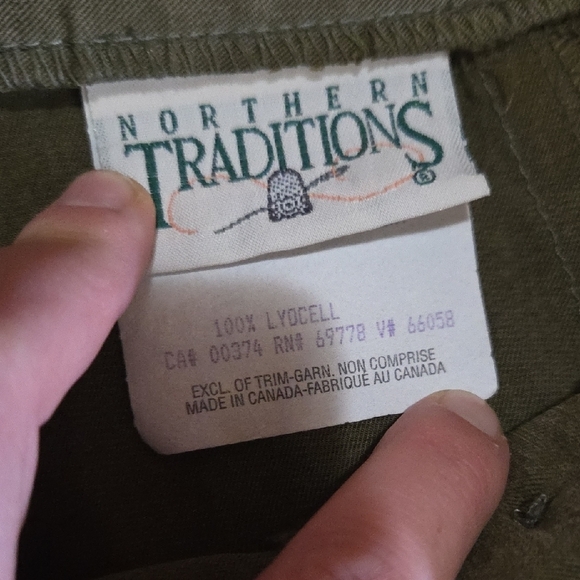 NORTHERN
TRADITIONS®
100% LYOCELL
CA# 00374 RN# 69778 V# 66058
EXCL. OF TRIM-GARN. NON COMPRISE
MADE IN CANADA-FABRIQUE AU CANADA